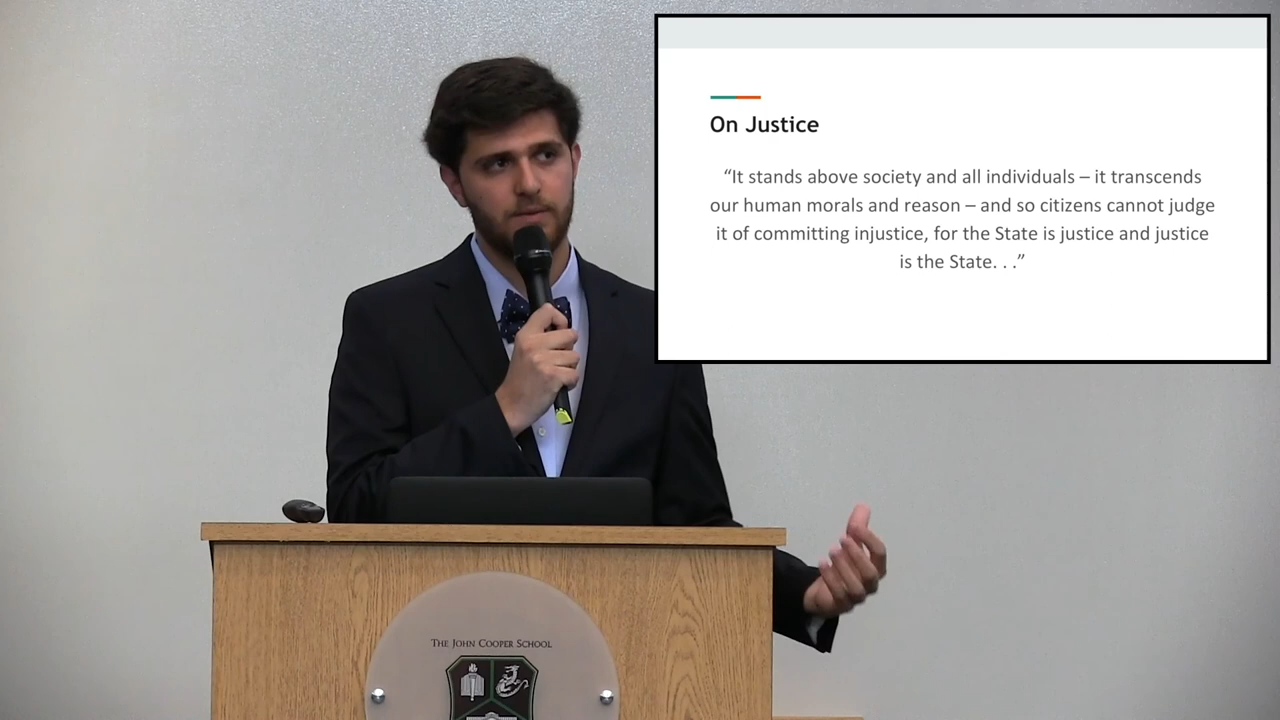 On Justice
“It stands above society and all individuals – it transcends
our human morals and reason – and so citizens cannot judge
it of committing injustice, for the State is justice and justice
is the State. . .”
THE JOHN COOPER SCHOOL